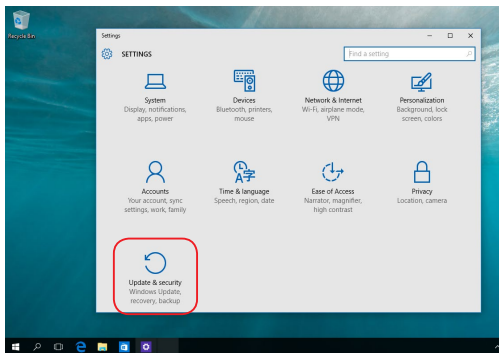 Recycle Bin
Settings
SETTINGS
Find a setting
System
Display, notifications,
apps, power
Devices
Bluetooth, printers,
mouse
Network & Internet
Wi-Fi, airplane mode,
VPN
Personalization
Background, lock
screen, colors
Accounts
Your account, sync
settings, work, family
Time & language
Speech, region, date
Ease of Access
Narrator, magnifier,
high contrast
Privacy
Location, camera
Update & security
Windows Update,
recovery, backup